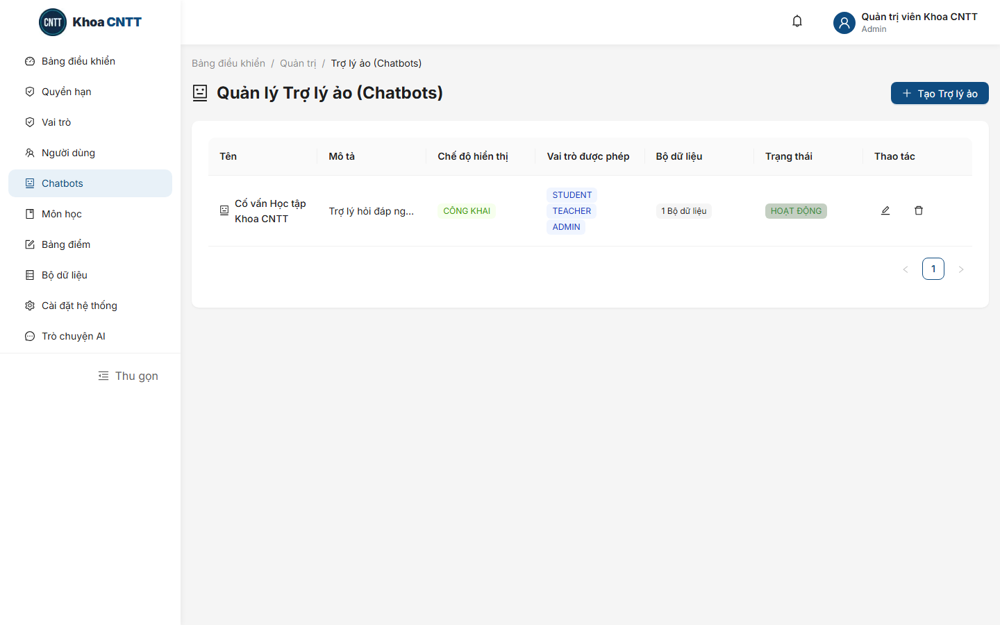 CNTT
Khoa CNTT
Bảng điều khiển
Quyền hạn
Vai trò
Người dùng
Chatbots
Môn học
Bảng điểm
Bộ dữ liệu
Cài đặt hệ thống
Trò chuyện AI
Thu gọn
Quản trị viên Khoa CNTT
Admin
Bảng điều khiển / Quản trị / Trợ lý ảo (Chatbots)
Quản lý Trợ lý ảo (Chatbots)
Tạo Trợ lý ảo
Tên Mô tả Chế độ hiển thị Vai trò được phép Bộ dữ liệu Trạng thái Thao tác
Cố vấn Học tập
Khoa CNTT
Trợ lý hỏi đáp ng...
CÔNG KHAI
STUDENT
TEACHER
ADMIN
1 Bộ dữ liệu
HOẠT ĐỘNG
1